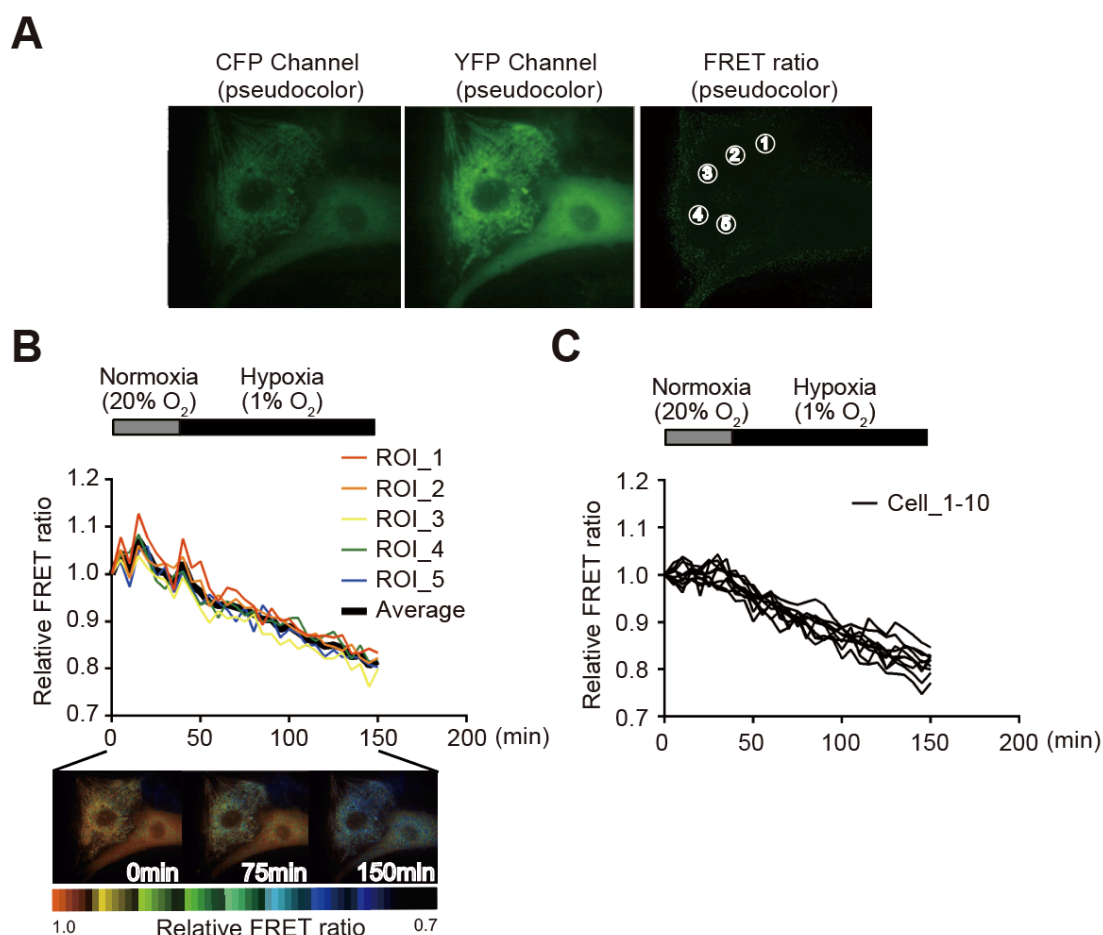 A
CFP Channel
(pseudocolor)
YFP Channel
(pseudocolor)
FRET ratio
(pseudocolor)
1
2
3
4
5
B
Normoxia
(20% O2)
Hypoxia
(1% O2)
ROI_1
ROI_2
ROI_3
ROI_4
ROI_5
Average
Relative FRET ratio
1.2
1.1
1.0
0.9
0.8
0.7
0
50
100
150
200
(min)
0min
75min
150min
1.0
Relative FRET ratio
0.7
C
Normoxia
(20% O2)
Hypoxia
(1% O2)
Cell_1-10
Relative FRET ratio
1.2
1.1
1.0
0.9
0.8
0.7
0
50
100
150
200
(min)